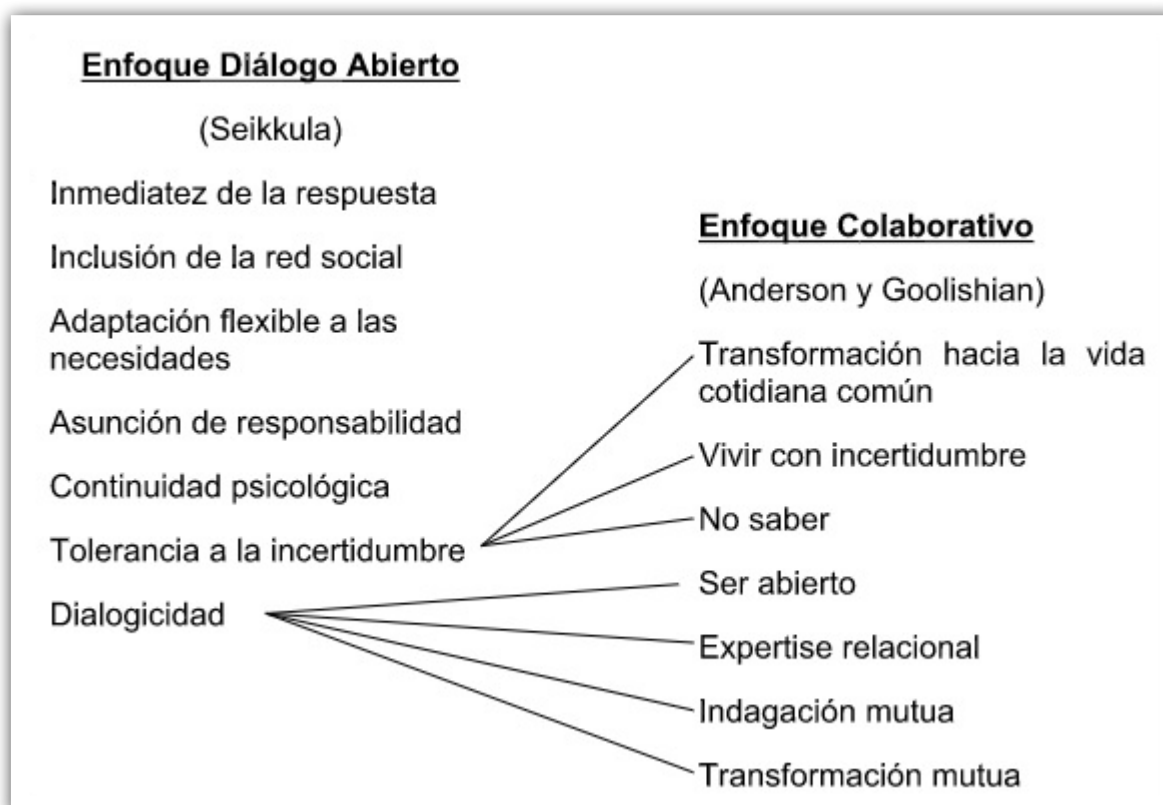 Enfoque Diálogo Abierto
(Seikkula)
Inmediatez de la respuesta
Inclusión de la red social
Adaptación flexible a las
necesidades
Asunción de responsabilidad
Continuidad psicológica
Tolerancia a la incertidumbre
Dialogicidad
Enfoque Colaborativo
(Anderson y Goolishian)
Transformación hacia la vida
cotidiana común
Vivir con incertidumbre
No saber
Ser abierto
Expertise relacional
Indagación mutua
Transformación mutua